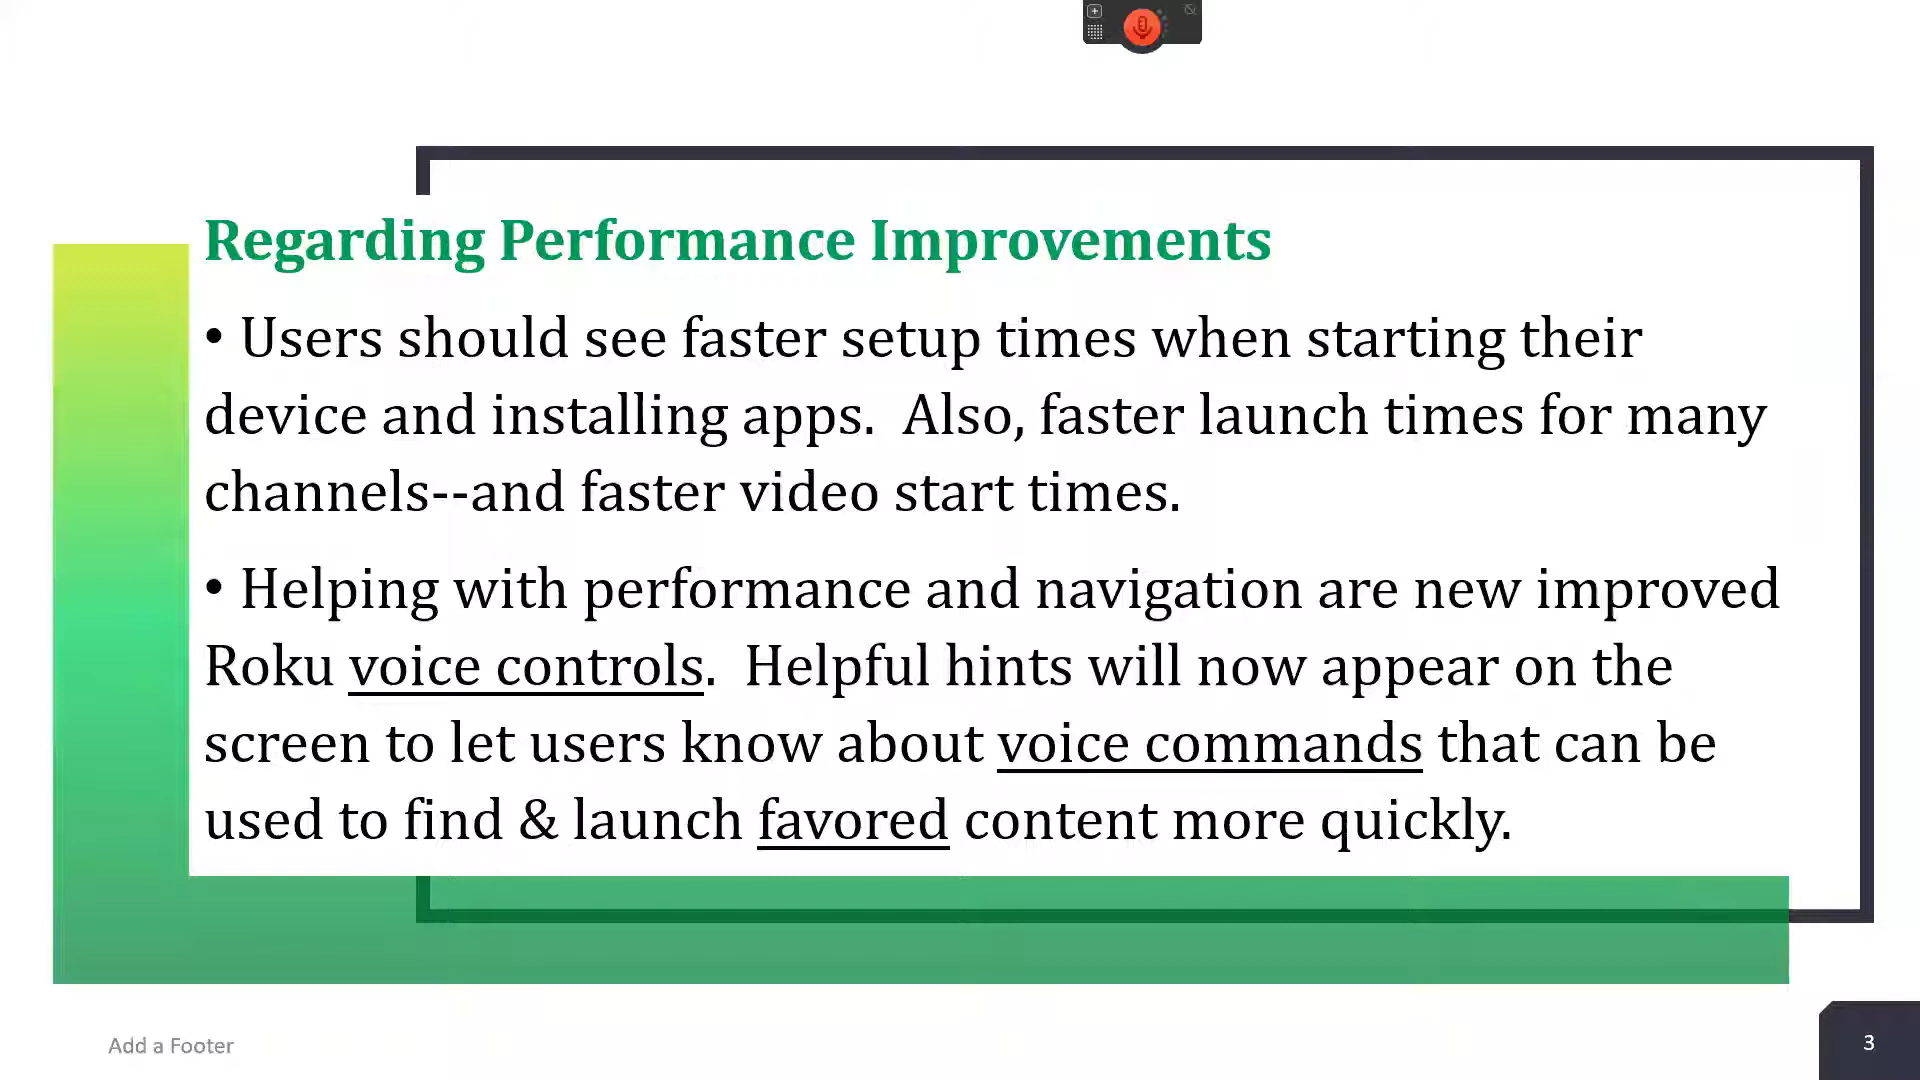 Regarding Performance Improvements
• Users should see faster setup times when starting their
device and installing apps.  Also, faster launch times for many
channels--and faster video start times.
• Helping with performance and navigation are new improved
Roku voice controls.  Helpful hints will now appear on the
screen to let users know about voice commands that can be
used to find & launch favored content more quickly.
Add a Footer
3